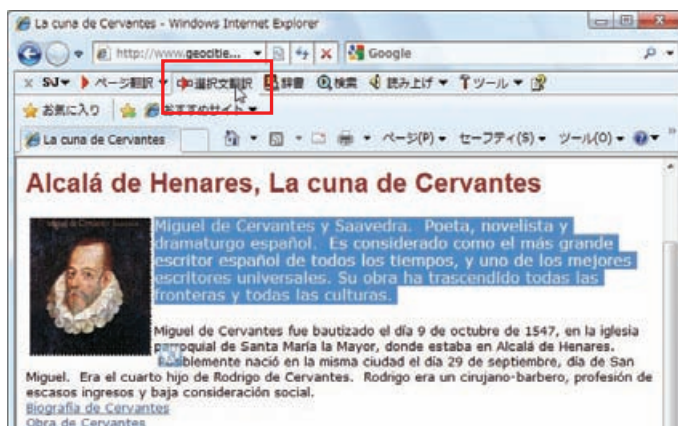 La cuna de Cervantes - Windows Internet Explorer
http://www.geocitie... Google
SJ ページ翻訳 選択文翻訳 辞書 検索 読み上げ ツール
お気に入り おすすめサイト
La cuna de Cervantes ページ(P) セーフティ(S) ツール(O)
Alcalá de Henares, La cuna de Cervantes
Miguel de Cervantes y Saavedra. Poeta, novelista y
dramaturgo español. Es considerado como el más grande
escritor español de todos los tiempos, y uno de los mejores
escritores universales. Su obra ha trascendido todas las
fronteras y todas las culturas.
Miguel de Cervantes fue bautizado el día 9 de octubre de 1547, en la iglesia
parroquial de Santa María la Mayor, donde estaba en Alcalá de Henares.
Posiblemente nació en la misma ciudad el día 29 de septiembre, día de San
Miguel. Era el cuarto hijo de Rodrigo de Cervantes. Rodrigo era un cirujano-barbero, profesión de
escasos ingresos y baja consideración social.
Biografía de Cervantes
Obra de Cervantes